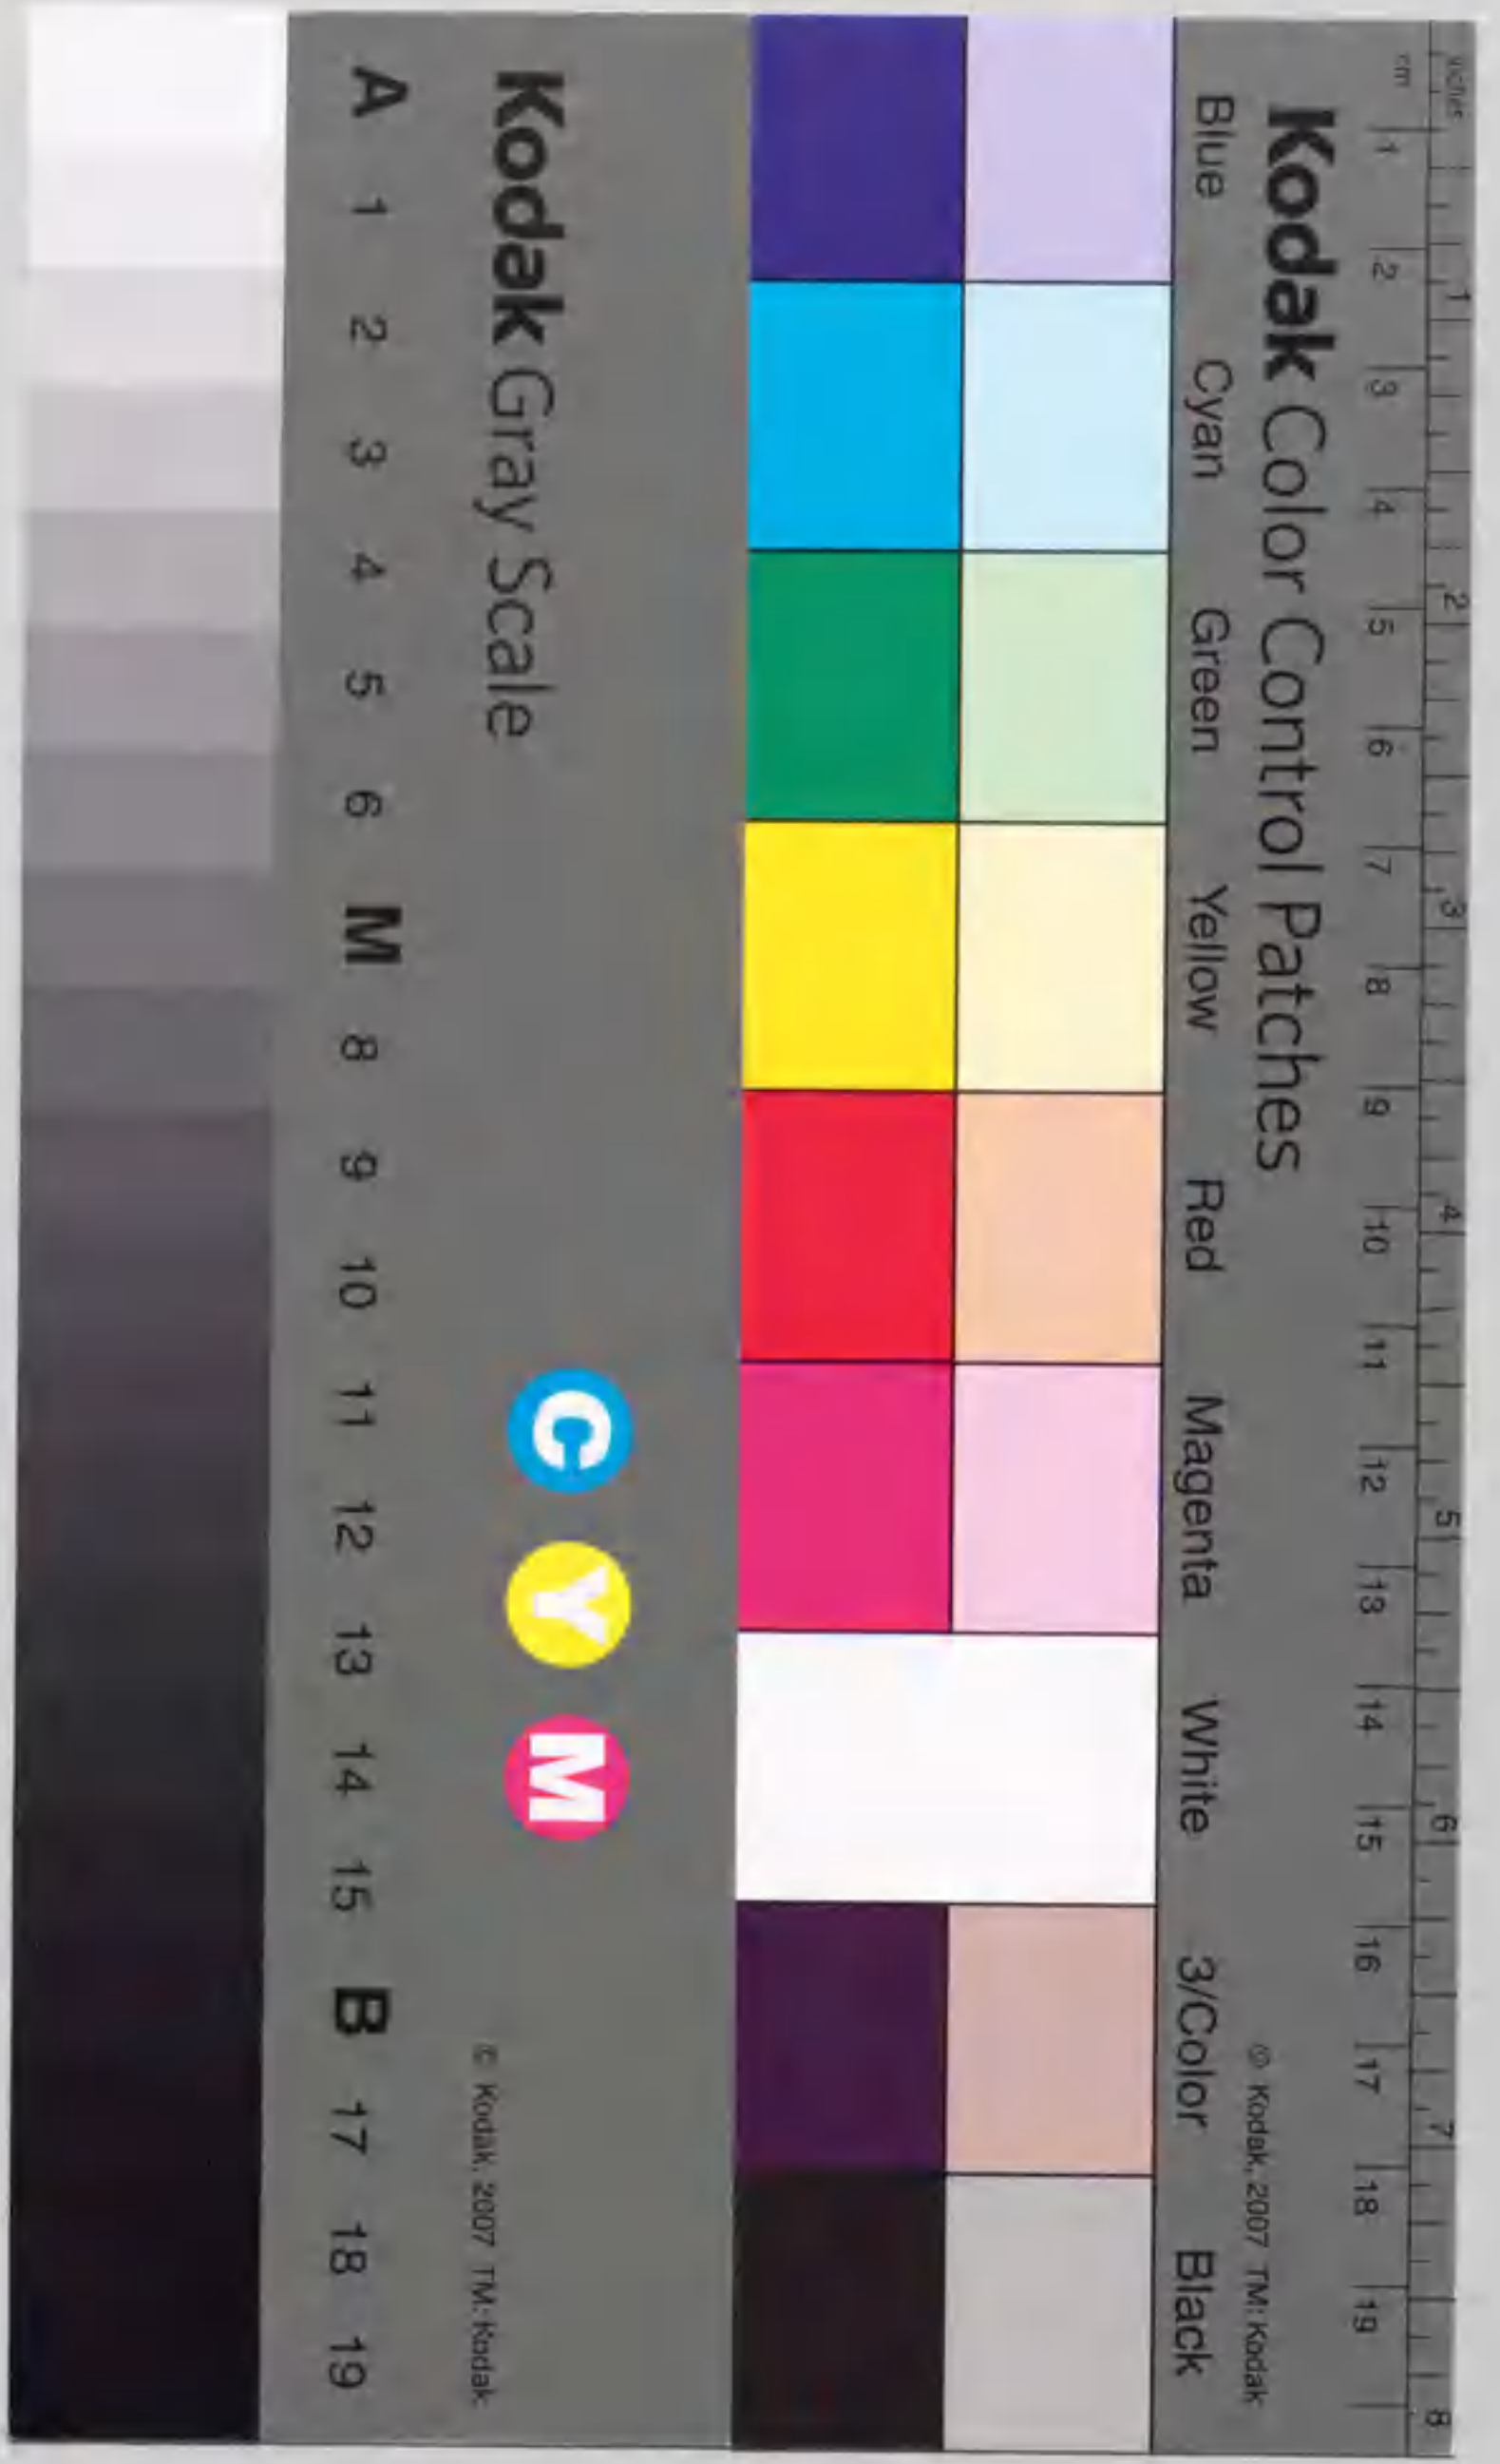 inches 1 2 3 4 5 6 7 8
cm 1 2 3 4 5 6 7 8 9 10 11 12 13 14 15 16 17 18 19
Kodak Color Control Patches
© Kodak, 2007 TM: Kodak
Blue Cyan Green Yellow Red Magenta White 3/Color Black
C Y M
Kodak Gray Scale
© Kodak, 2007 TM: Kodak
A 1 2 3 4 5 6 M 8 9 10 11 12 13 14 15 B 17 18 19